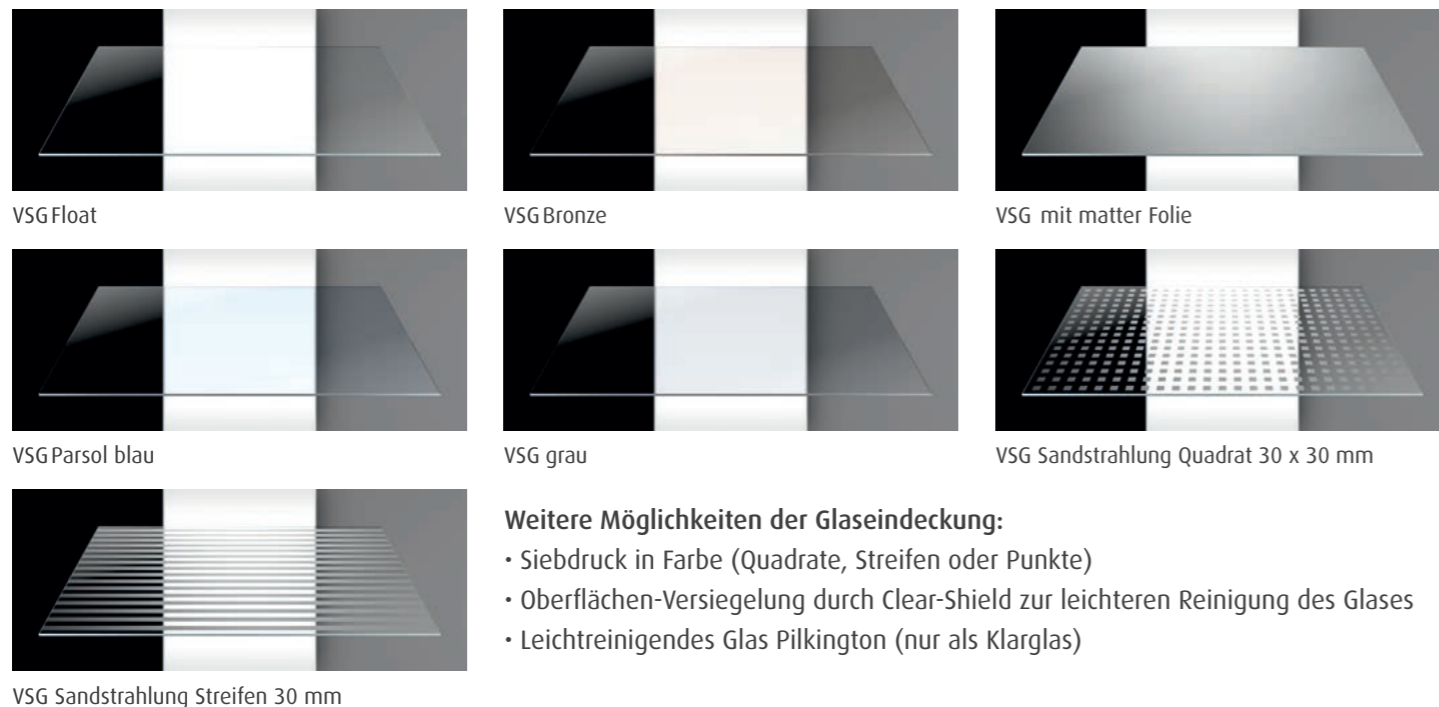 VSG Float
VSG Bronze
VSG mit matter Folie
VSG Parsol blau
VSG grau
VSG Sandstrahlung Quadrat 30 x 30 mm
VSG Sandstrahlung Streifen 30 mm
Weitere Möglichkeiten der Glaseindeckung:
· Siebdruck in Farbe (Quadrate, Streifen oder Punkte)
· Oberflächen-Versiegelung durch Clear-Shield zur leichteren Reinigung des Glases
· Leichtreinigendes Glas Pilkington (nur als Klarglas)